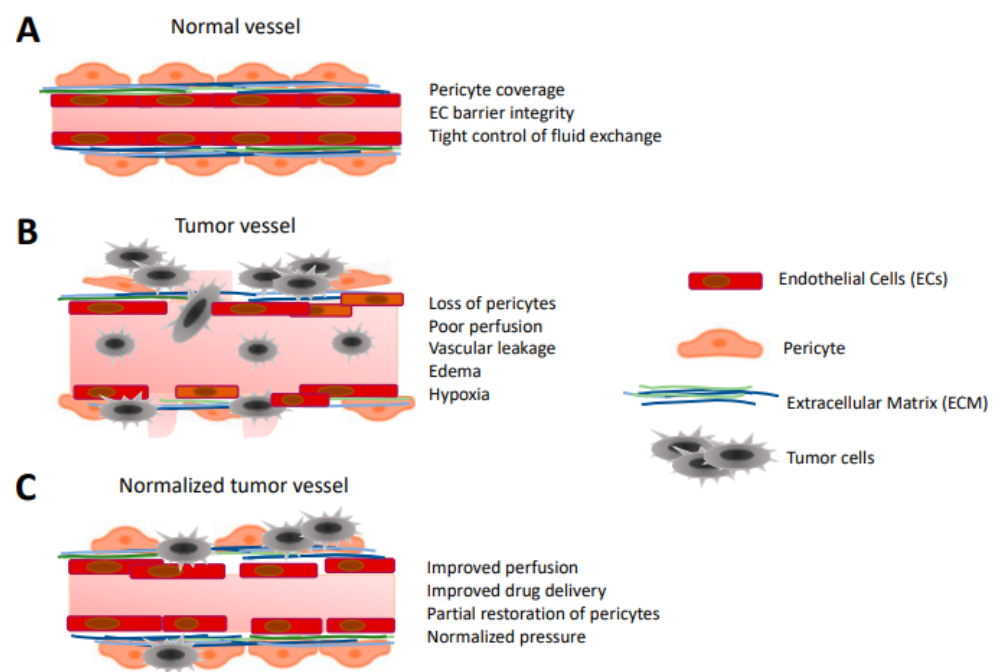 A
Normal vessel
Pericyte coverage
EC barrier integrity
Tight control of fluid exchange
B
Tumor vessel
Loss of pericytes
Poor perfusion
Vascular leakage
Edema
Hypoxia
Endothelial Cells (ECs)
Pericyte
Extracellular Matrix (ECM)
Tumor cells
C
Normalized tumor vessel
Improved perfusion
Improved drug delivery
Partial restoration of pericytes
Normalized pressure